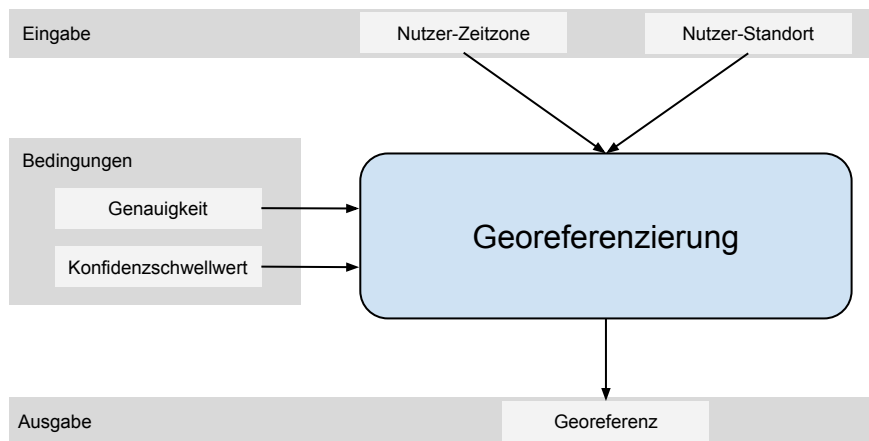 Eingabe
Nutzer-Zeitzone
Nutzer-Standort
Bedingungen
Genauigkeit
Konfidenzschwellwert
Georeferenzierung
Ausgabe
Georeferenz